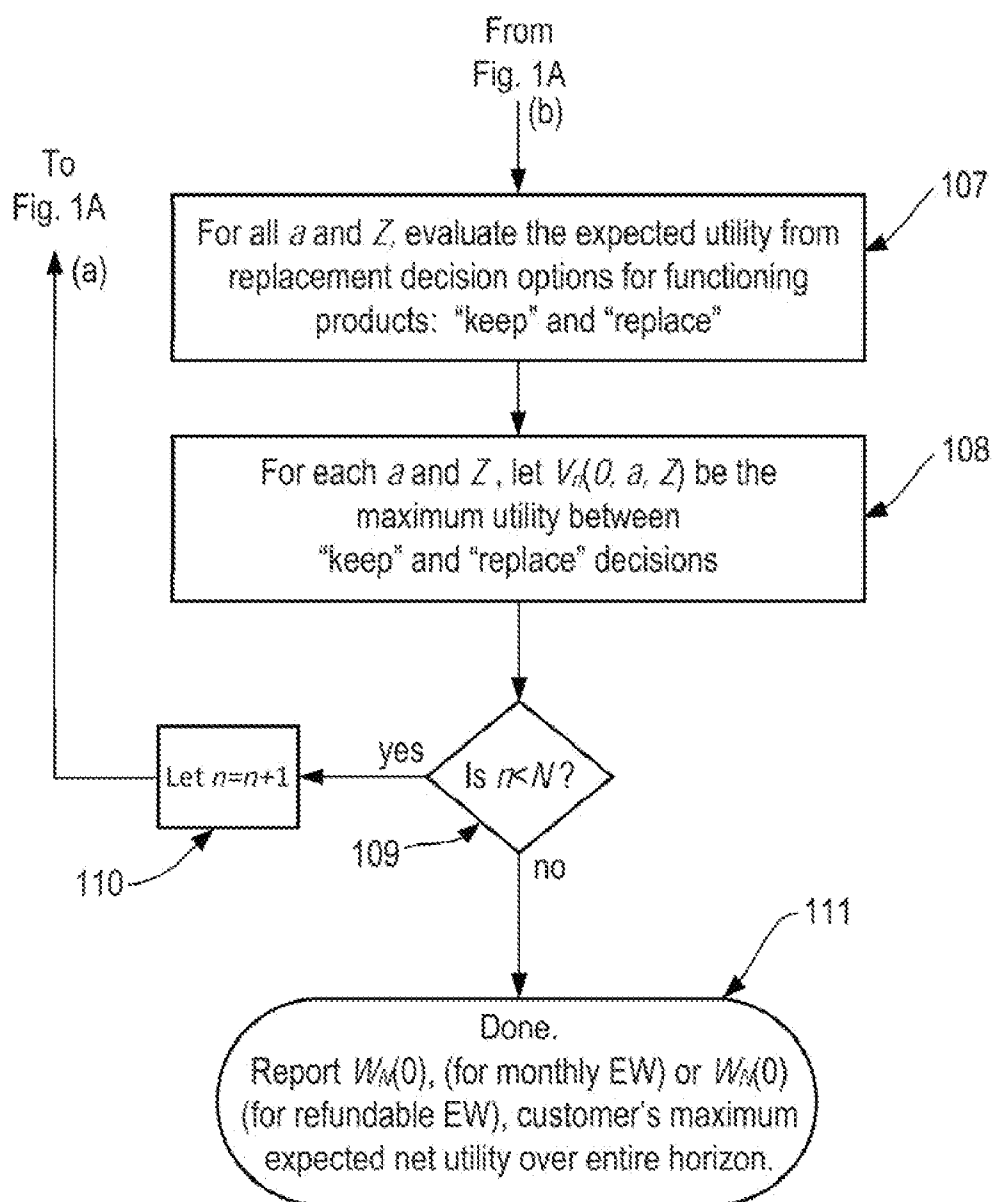 From
Fig. 1A
(b)
To
Fig. 1A
(a)
107
For all a and Z, evaluate the expected utility from
replacement decision options for functioning
products: "keep" and "replace"
108
For each a and Z, let Vn(0, a, Z) be the
maximum utility between
"keep" and "replace" decisions
yes
Let n=n+1
Is n<N?
109
110
no
111
Done.
Report WN(0), (for monthly EW) or WN(0)
(for refundable EW), customer's maximum
expected net utility over entire horizon.